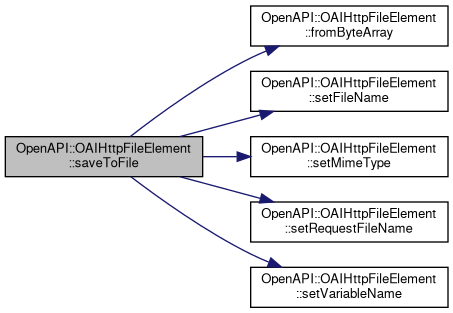 OpenAPI::OAIHttpFileElement
::saveToFile
OpenAPI::OAIHttpFileElement
::fromByteArray
OpenAPI::OAIHttpFileElement
::setFileName
OpenAPI::OAIHttpFileElement
::setMimeType
OpenAPI::OAIHttpFileElement
::setRequestFileName
OpenAPI::OAIHttpFileElement
::setVariableName